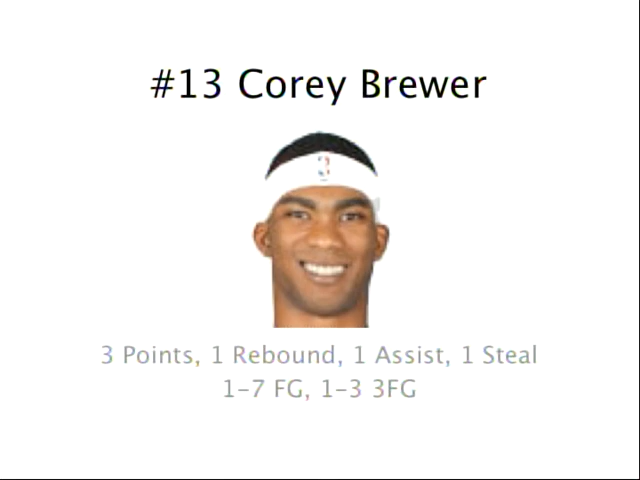 #13 Corey Brewer
3 Points, 1 Rebound, 1 Assist, 1 Steal
1-7 FG, 1-3 3FG